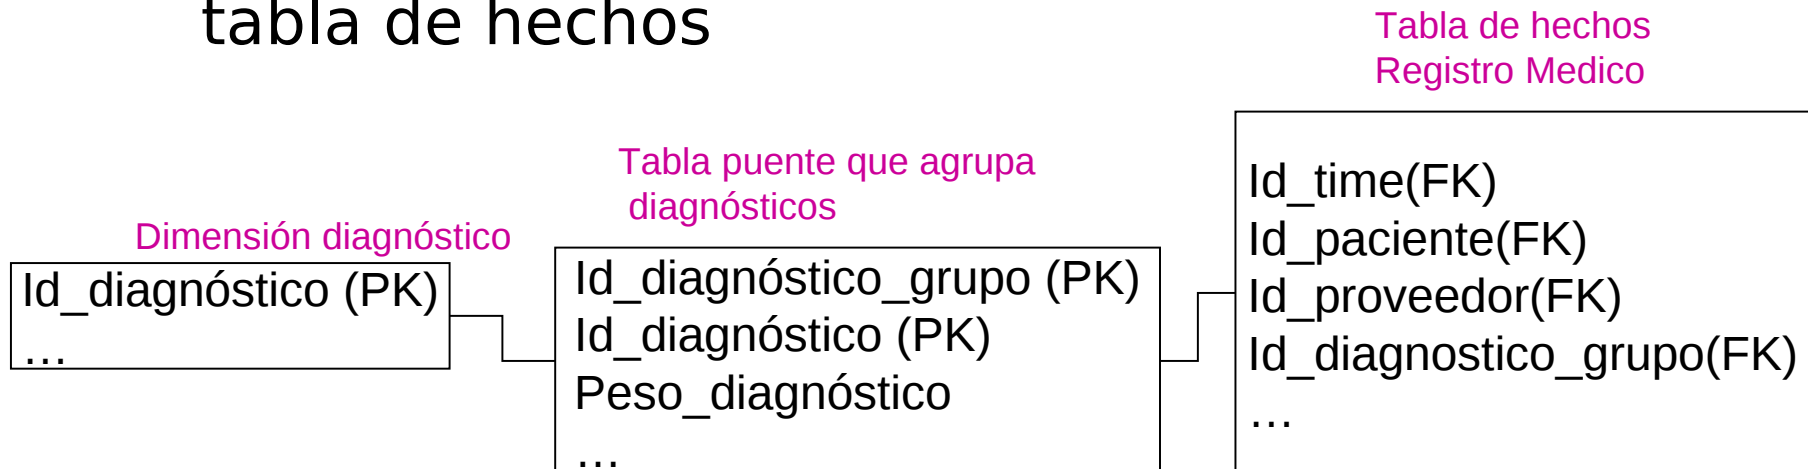 tabla de hechos
Tabla de hechos
Registro Medico
Tabla puente que agrupa
diagnósticos
Dimensión diagnóstico
Id_diagnóstico (PK)
…
Id_diagnóstico_grupo (PK)
Id_diagnóstico (PK)
Peso_diagnóstico
…
Id_time(FK)
Id_paciente(FK)
Id_proveedor(FK)
Id_diagnostico_grupo(FK)
…